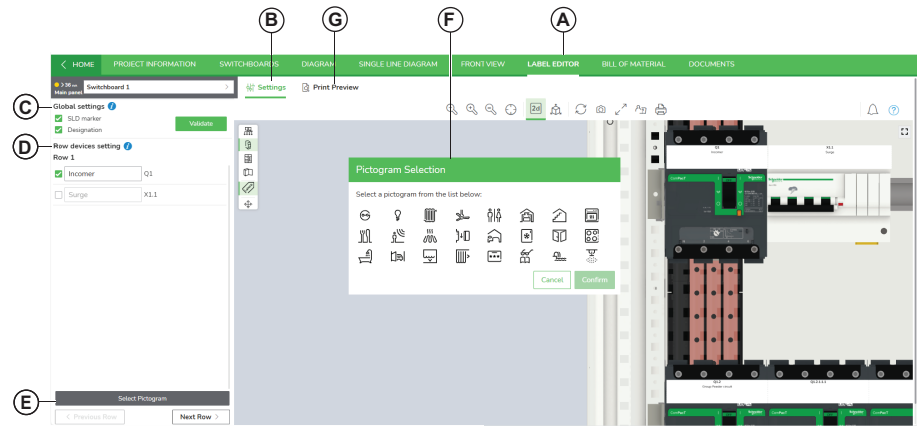 B G F A
HOME PROJECT INFORMATION SWITCHBOARDS DIAGRAM SINGLE LINE DIAGRAM FRONT VIEW LABEL EDITOR BILL OF MATERIAL DOCUMENTS
Main panel Switchboard 1
Settings Print Preview
C
Global settings
SLD marker
Designation
Validate
2d
D
Row devices setting
Row 1
Incomer Q1
Surge X1.1
Pictogram Selection
Select a pictogram from the list below:
Cancel Confirm
Q1
Incomer
X1.1
Surge
E
Select Pictogram
Previous Row Next Row
Q1.2